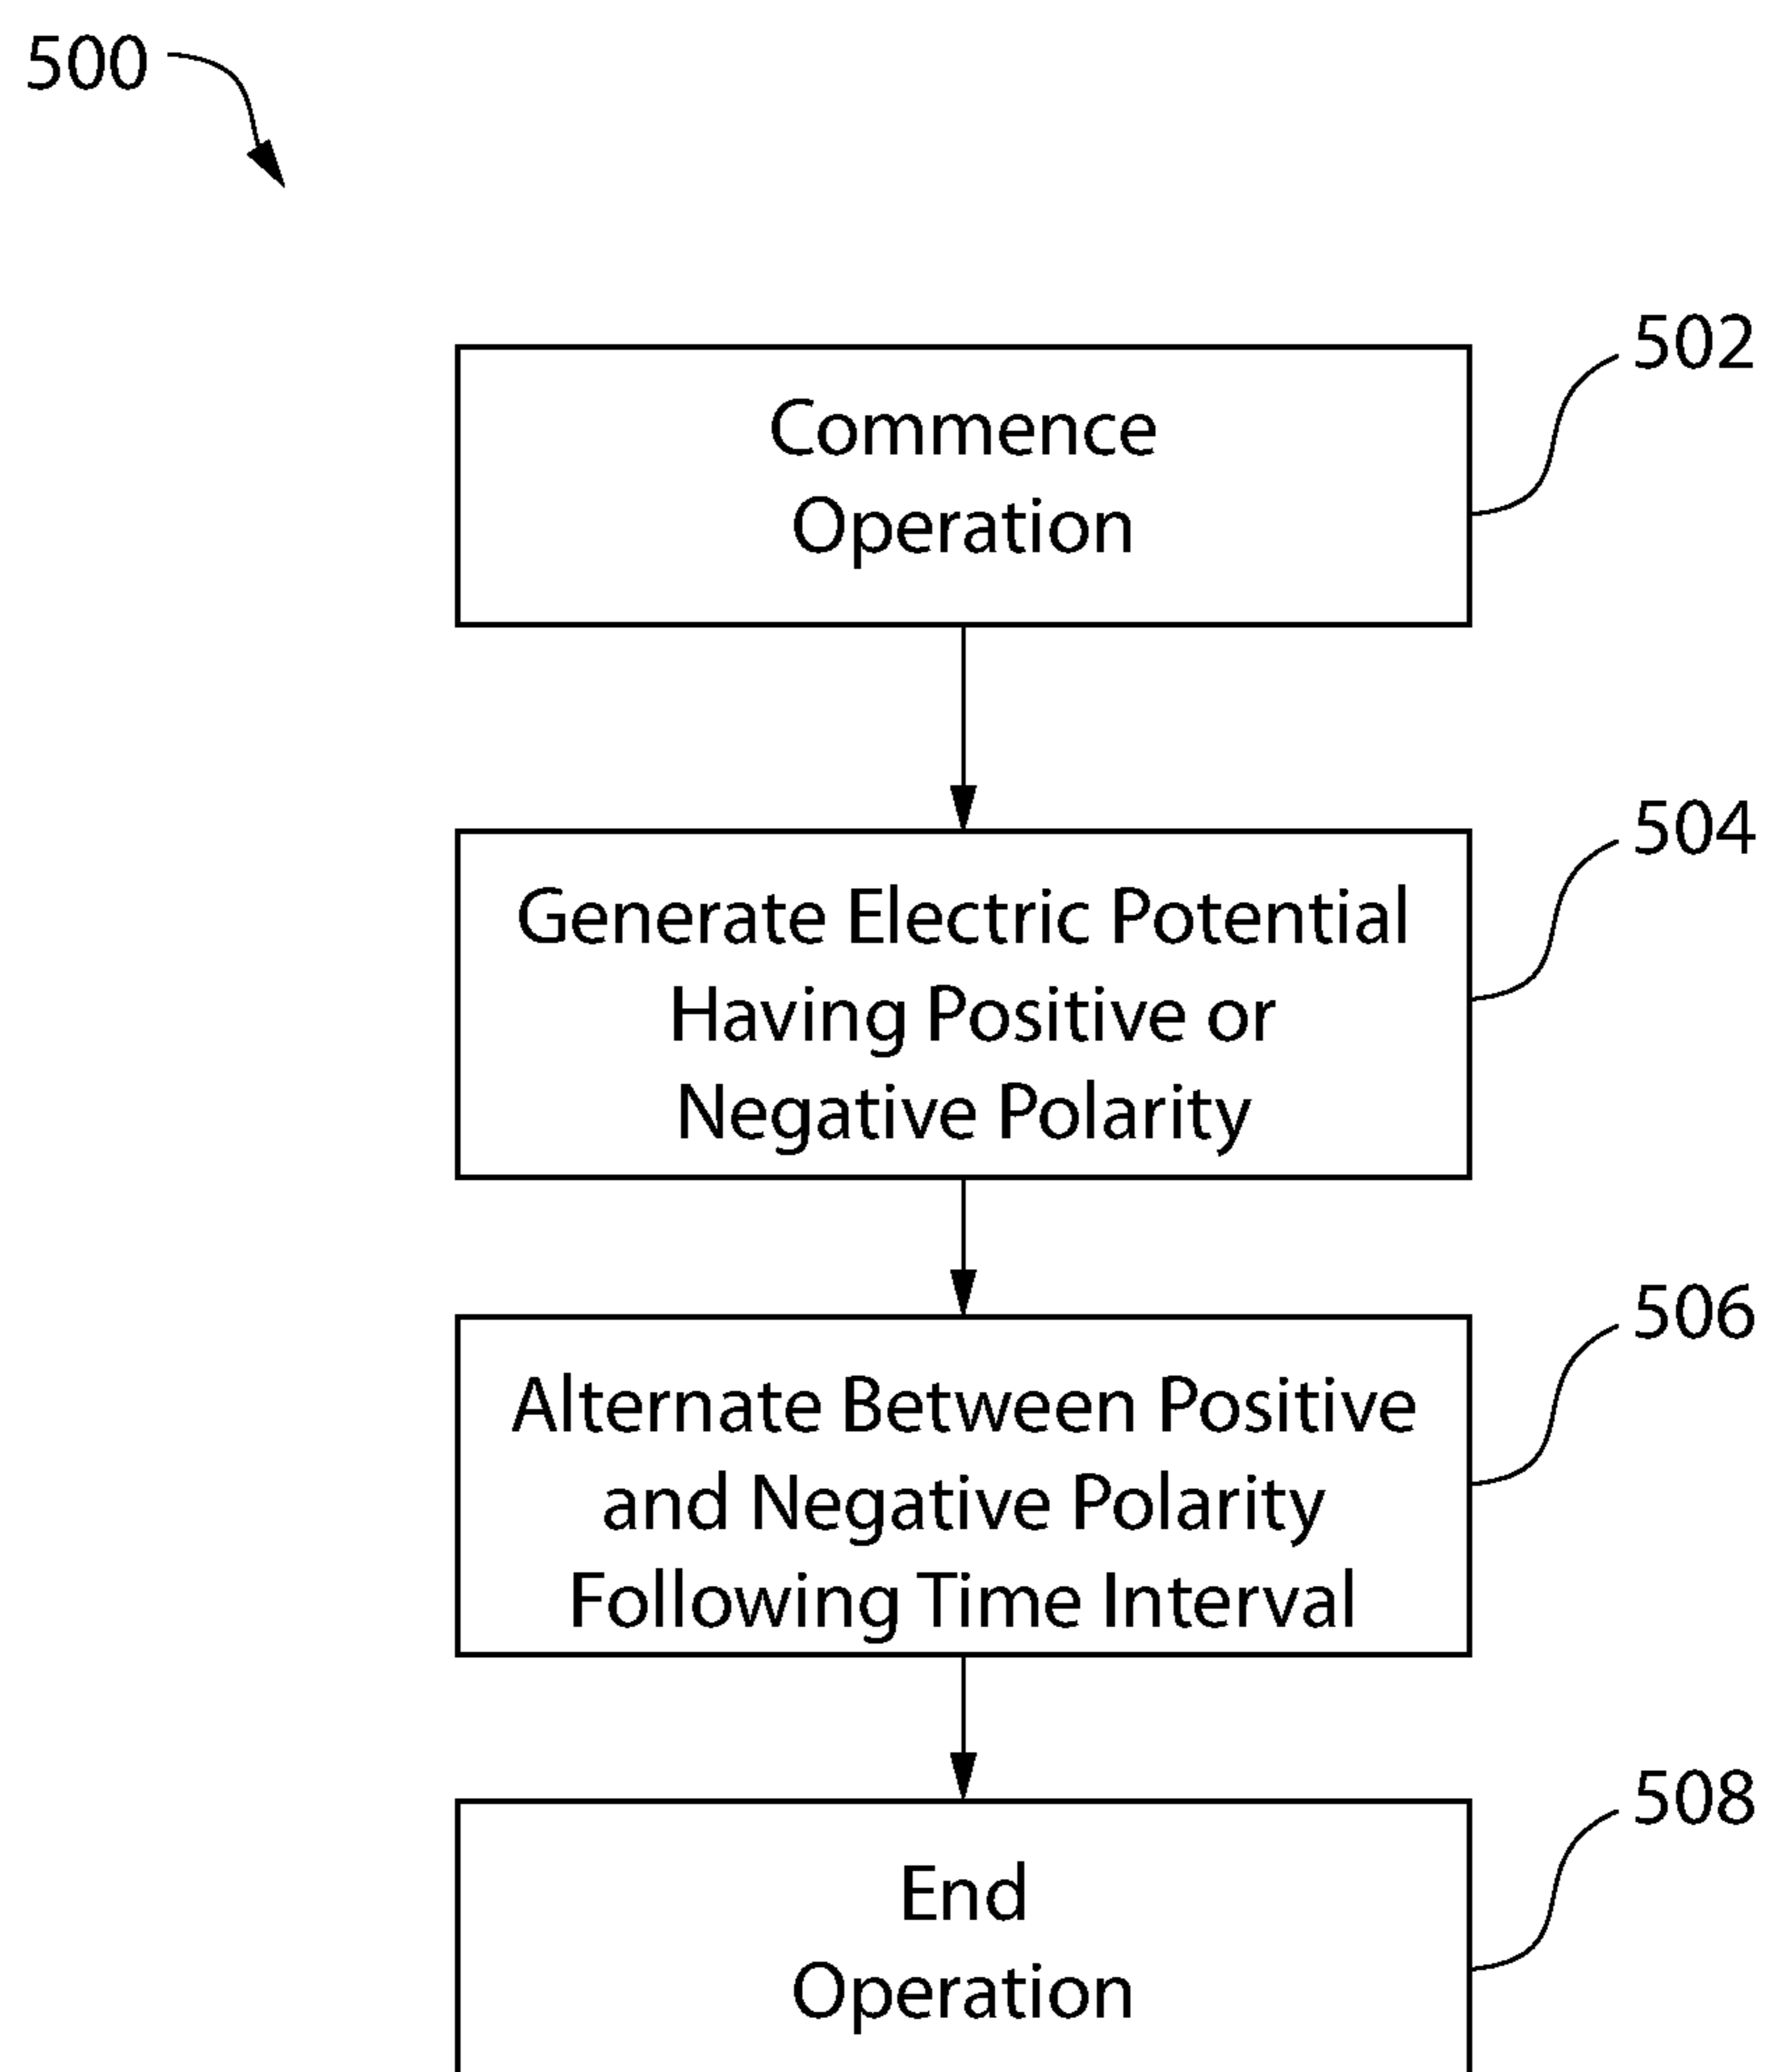 500
502
Commence
Operation
504
Generate Electric Potential
Having Positive or
Negative Polarity
506
Alternate Between Positive
and Negative Polarity
Following Time Interval
508
End
Operation